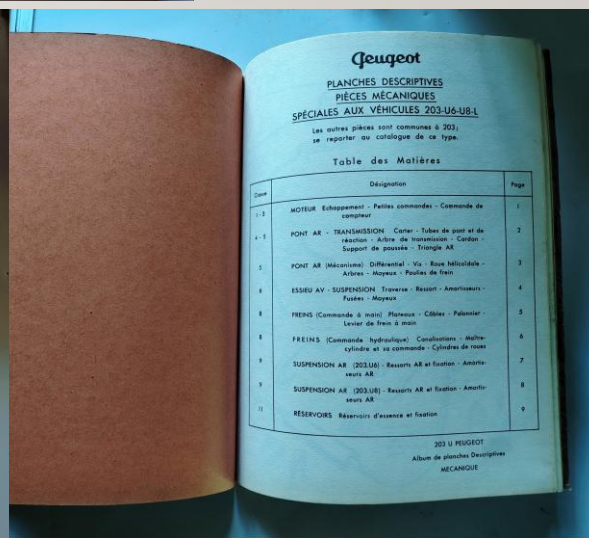 Peugeot
PLANCHES DESCRIPTIVES
PIÈCES MÉCANIQUES
SPÉCIALES AUX VÉHICULES 203-U6-U8-L
Les autres pièces sont communes à 203;
se reporter au catalogue de ce type.
Table des Matières
Classe Désignation Page
1 - 3 MOTEUR Echappement - Petites commandes - Commande de 1
compteur
4 - 5 PONT AR - TRANSMISSION Carter - Tubes de pont et de 2
réaction - Arbre de transmission - Cardan -
Support de poussée - Triangle AR
5 PONT AR (Mécanisme) Différentiel - Vis - Roue hélicoïdale - 3
Arbres - Moyeux - Poulies de frein
6 ESSIEU AV - SUSPENSION Traverse - Ressort - Amortisseurs - 4
Fusées - Moyeux
8 FREINS (Commande à main) Plateaux - Câbles - Palonnier - 5
Levier de frein à main
8 FREINS (Commande hydraulique) Canalisations - Maître- 6
cylindre et sa commande - Cylindres de roues
9 SUSPENSION AR (203.U6) - Ressorts AR et fixation - Amortis- 7
seurs AR
9 SUSPENSION AR (203.U8) - Ressorts AR et fixation - Amortis- 8
seurs AR
RÉSERVOIRS Réservoirs d'essence et fixation 9
203 U PEUGEOT
Album de planches Descriptives
MECANIQUE